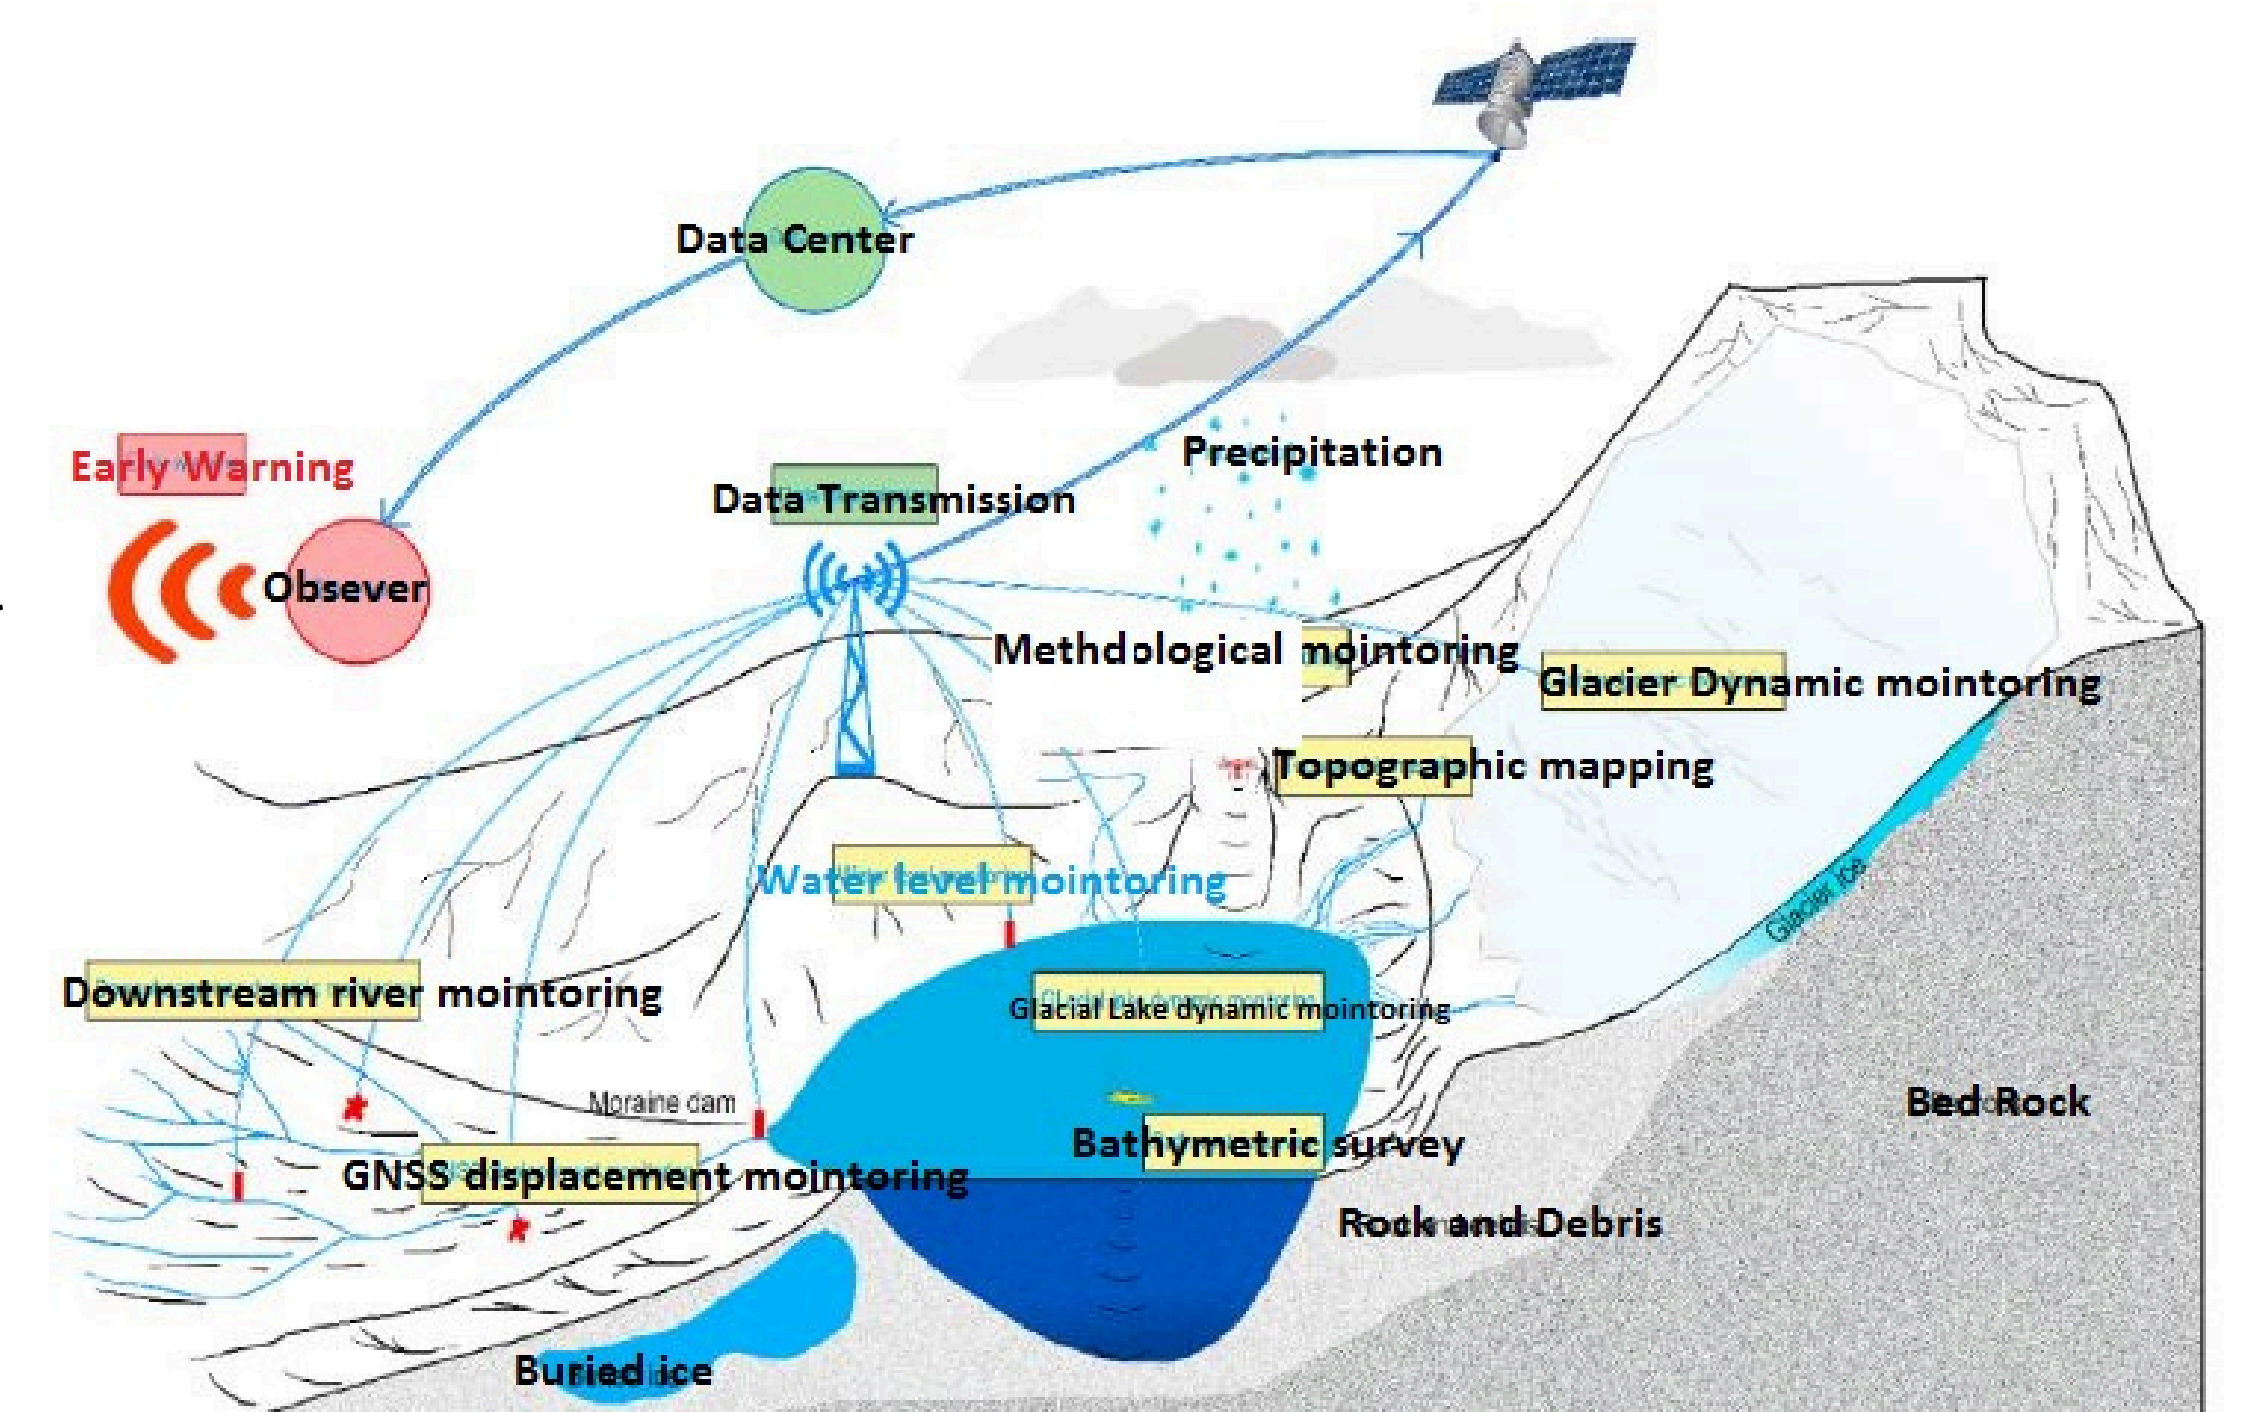 Data Center
Precipitation
Early Warning
Data Transmission
Obsever
Methdological mointoring
Glacier Dynamic mointoring
Topographic mapping
Water level mointoring
Glacier ice
Downstream river mointoring
Glacial Lake dynamic mointoring
Moraine dam
Bed Rock
Bathymetric survey
GNSS displacement mointoring
Rock and Debris
Buried ice